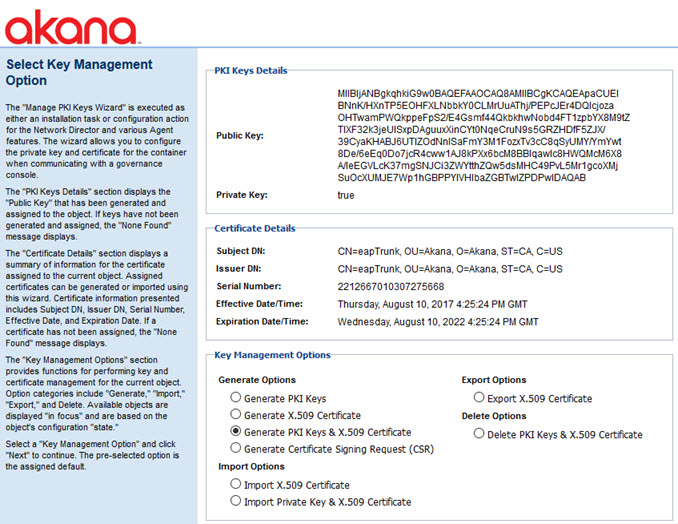 akana
Select Key Management
Option
The "Manage PKI Keys Wizard" is executed as
either an installation task or configuration action
for the Network Director and various Agent
features. The wizard allows you to configure
the private key and certificate for the container
when communicating with a governance
console.
The "PKI Keys Details" section displays the
"Public Key" that has been generated and
assigned to the object. If keys have not been
generated and assigned, the "None Found"
message displays.
The "Certificate Details" section displays a
summary of information for the certificate
assigned to the current object. Assigned
certificates can be generated or imported using
this wizard. Certificate information presented
includes Subject DN, Issuer DN, Serial Number,
Effective Date, and Expiration Date. If a
certificate has not been assigned, the "None
Found" message displays.
The "Key Management Options" section
provides functions for performing key and
certificate management for the current object.
Option categories include "Generate," "Import,"
"Export," and Delete. Available objects are
displayed "in focus" and are based on the
object's configuration "state."
Select a "Key Management Option" and click
"Next" to continue. The pre-selected option is
the assigned default.
PKI Keys Details
Public Key:
MIIBIjANBgkqhkiG9w0BAQEFAAOCAQ8AMIIBCgKCAQEApaCUEI
BNnK/HXnTP5EOHFXLNbbkY0CLMrUuAThj/PEPcJEr4DQIcjoza
OHTwamPWQkppeFpS2/E4Gsmf44QkbkhwNobd4FT1zpbYX8M9tZ
TIXF32k3jeUISxpDAguuxXinCYt0NqeCruN9s5GRZHDfF5ZJX/
39CyaKHABJ6UTIZOdNnISaFmY3M1FozxTv3cC8qSyUMY/YmYwt
8De/6eEq0Do7jcR4cww1AJ8kPXx6bcM8BBIqawIc8HWQMcM6X8
A/IeEGVLcK37mgSNJCi3ZWYtthZQw5dsMHC49PvL5Mr1gcoXMj
SuOcXUMJE7Wp1hGBPPYIVHIbaZGBTwIZPDPwIDAQAB
Private Key:
true
Certificate Details
Subject DN:
CN=eapTrunk, OU=Akana, O=Akana, ST=CA, C=US
Issuer DN:
CN=eapTrunk, OU=Akana, O=Akana, ST=CA, C=US
Serial Number:
2212667010307275668
Effective Date/Time:
Thursday, August 10, 2017 4:25:24 PM GMT
Expiration Date/Time:
Wednesday, August 10, 2022 4:25:24 PM GMT
Key Management Options
Generate Options
Generate PKI Keys
Generate X.509 Certificate
Generate PKI Keys & X.509 Certificate
Generate Certificate Signing Request (CSR)
Import Options
Import X.509 Certificate
Import Private Key & X.509 Certificate
Export Options
Export X.509 Certificate
Delete Options
Delete PKI Keys & X.509 Certificate